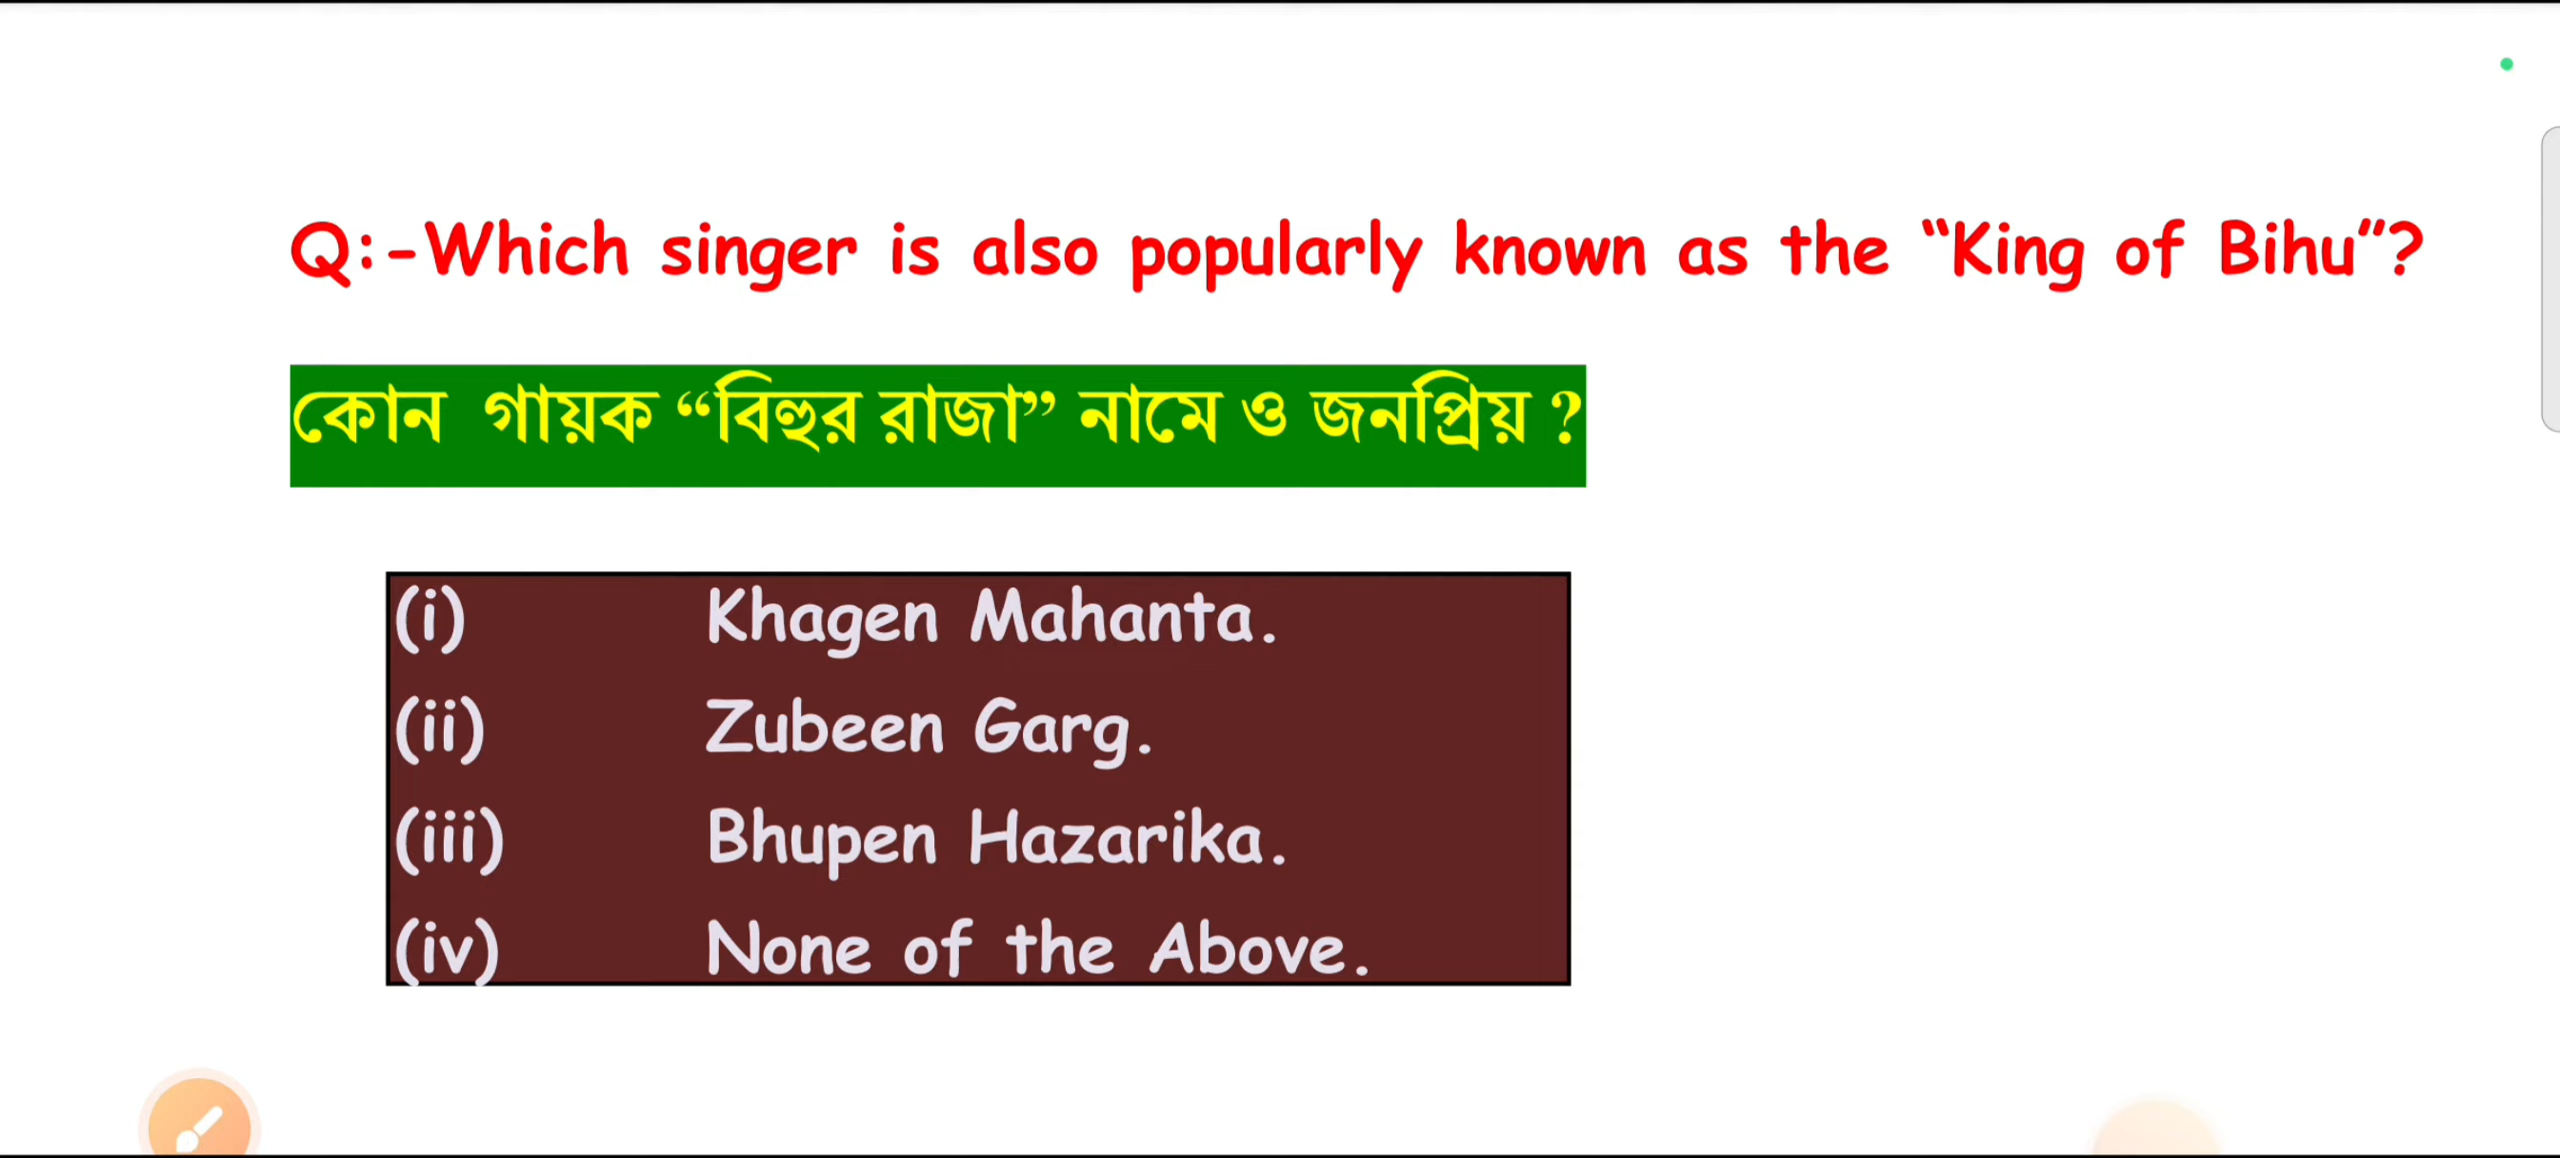 Q:-Which singer is also popularly known as the “King of Bihu”?
কোন গায়ক “বিহুর রাজা” নামে ও জনপ্রিয় ?
(i) Khagen Mahanta.
(ii) Zubeen Garg.
(iii) Bhupen Hazarika.
(iv) None of the Above.